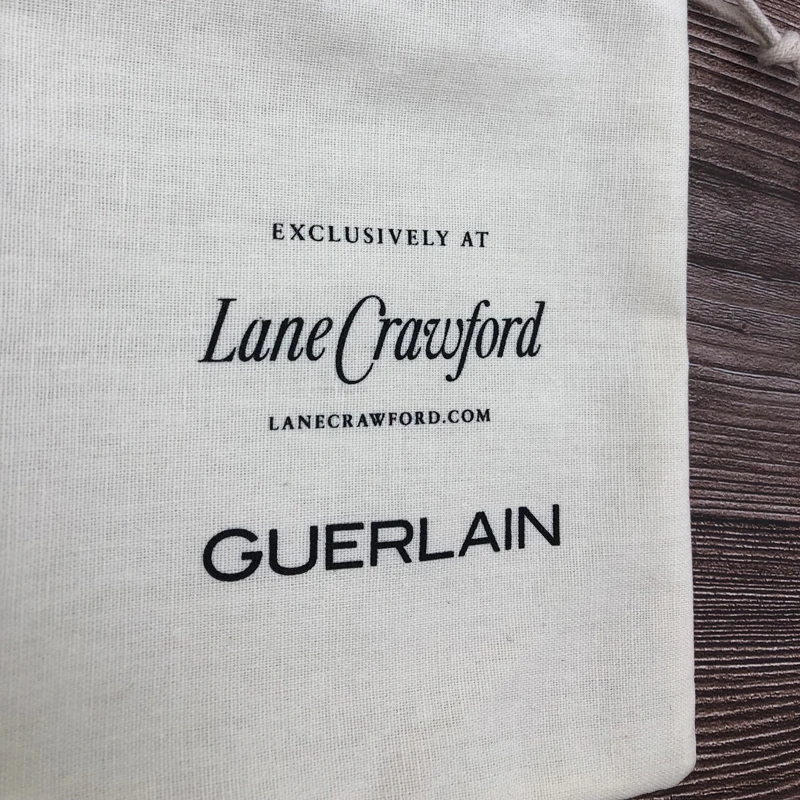 EXCLUSIVELY AT
Lane Crawford
LANECRAWFORD.COM
GUERLAIN